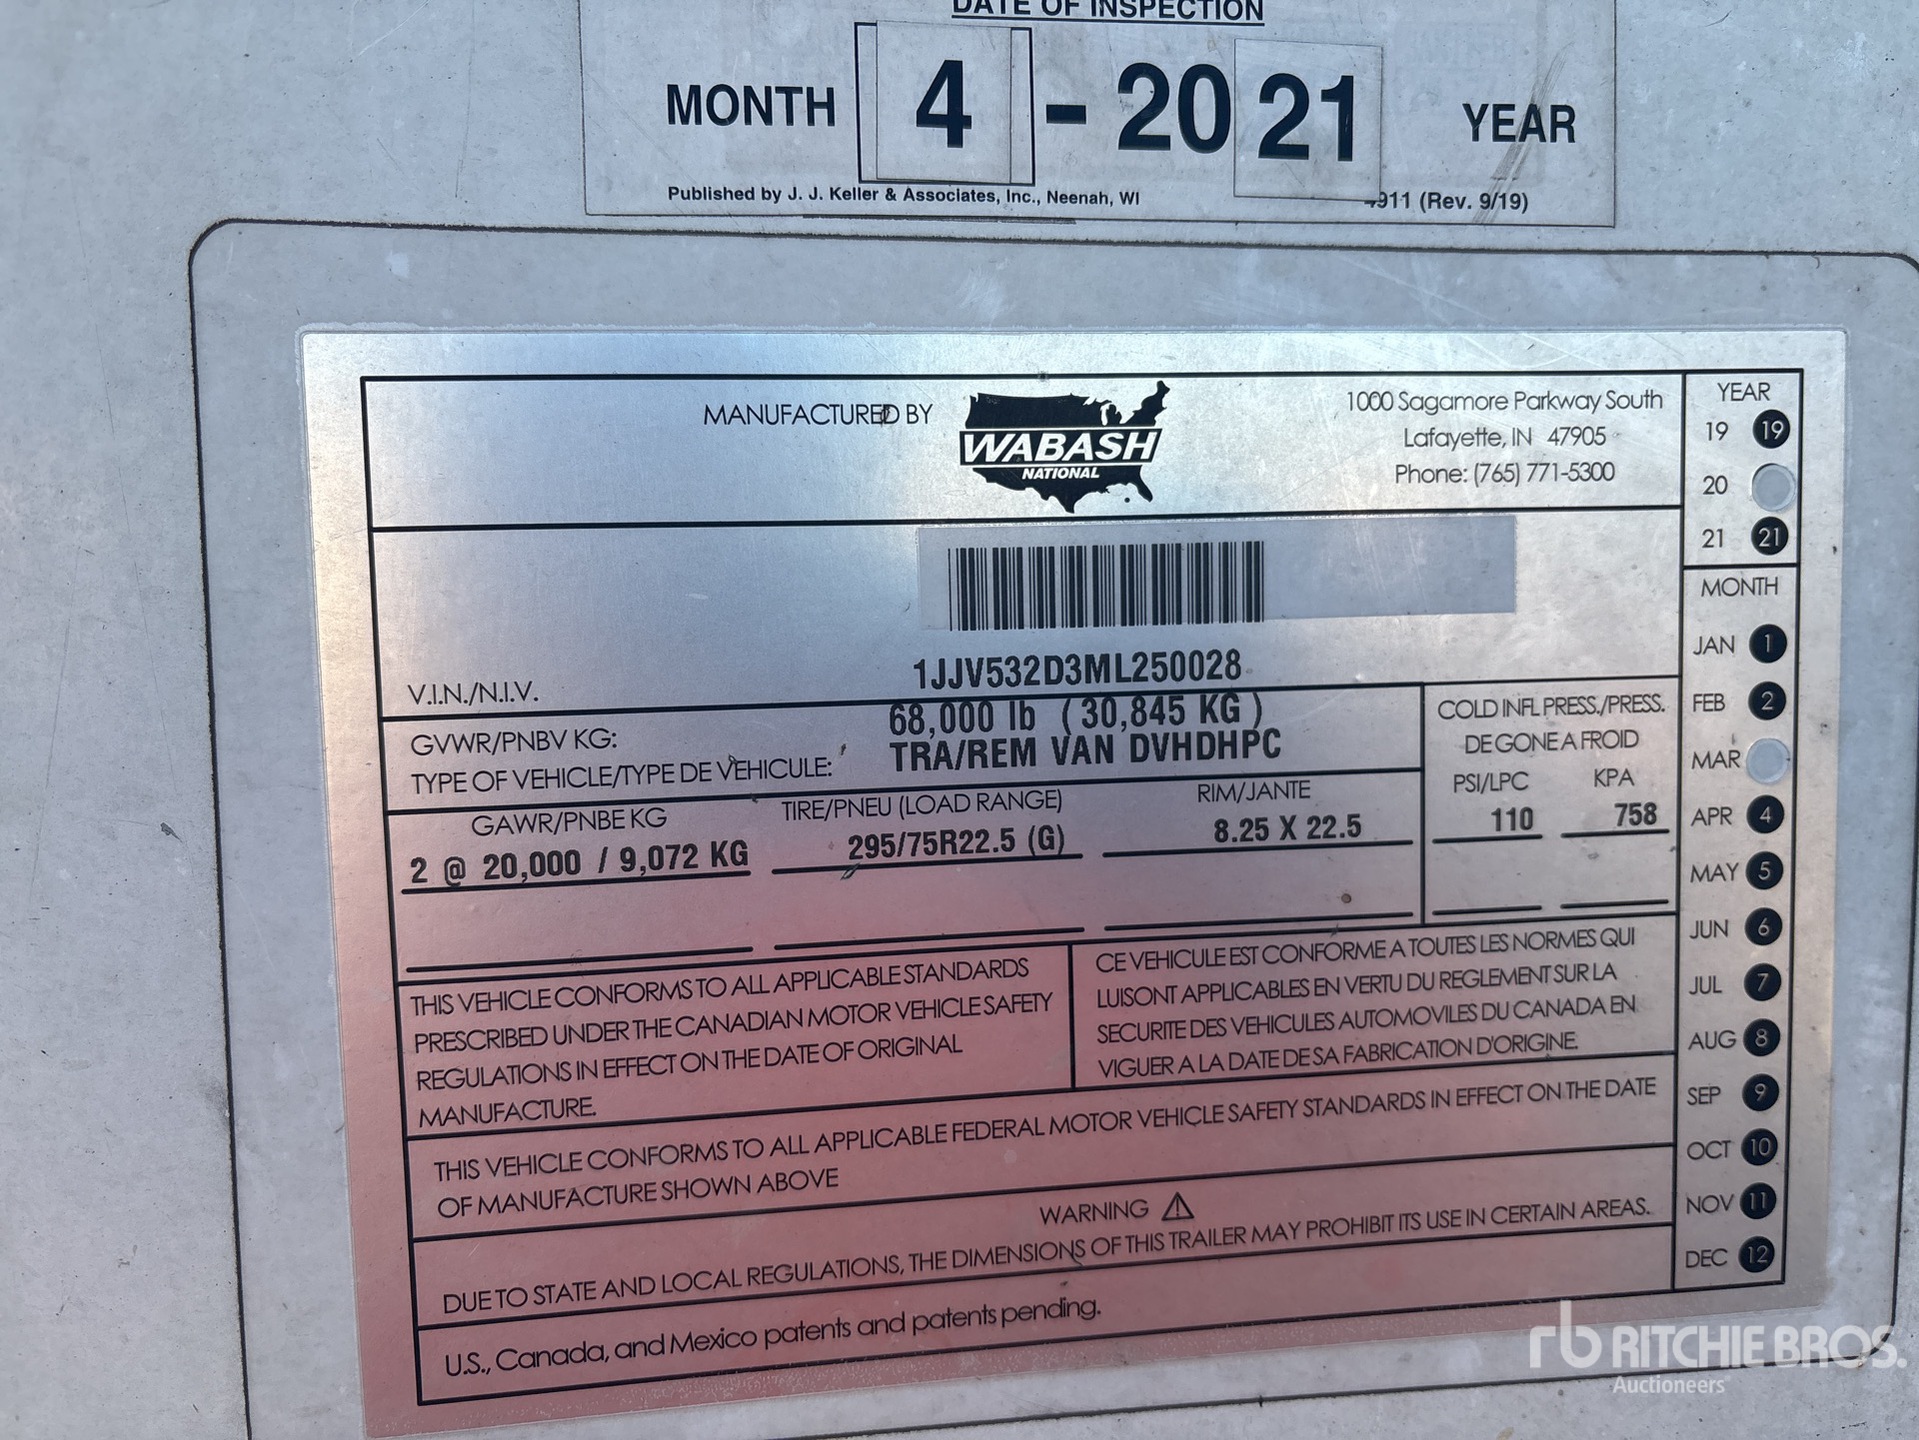 DATE OF INSPECTION
MONTH 4 - 20 21 YEAR
Published by J. J. Keller & Associates, Inc., Neenah, WI
4911 (Rev. 9/19)
MANUFACTURED BY
WABASH
NATIONAL
1000 Sagamore Parkway South
Lafayette, IN 47905
Phone: (765) 771-5300
YEAR
19 19
20
21 21
MONTH
JAN 1
FEB 2
MAR
APR 4
MAY 5
JUN 6
JUL 7
AUG 8
SEP 9
OCT 10
NOV 11
DEC 12
V.I.N./N.I.V. 1JJV532D3ML250028
GVWR/PNBV KG: 68,000 lb ( 30,845 KG )
TYPE OF VEHICLE/TYPE DE VEHICULE: TRA/REM VAN DVHDHPC
COLD INFL PRESS./PRESS.
DE GONE A FROID
PSI/LPC KPA
110 758
GAWR/PNBE KG TIRE/PNEU (LOAD RANGE) RIM/JANTE
2 @ 20,000 / 9,072 KG 295/75R22.5 (G) 8.25 X 22.5
THIS VEHICLE CONFORMS TO ALL APPLICABLE STANDARDS
PRESCRIBED UNDER THE CANADIAN MOTOR VEHICLE SAFETY
REGULATIONS IN EFFECT ON THE DATE OF ORIGINAL
MANUFACTURE.
CE VEHICULE EST CONFORME A TOUTES LES NORMES QUI
LUISONT APPLICABLES EN VERTU DU REGLEMENT SUR LA
SECURITE DES VEHICULES AUTOMOVILES DU CANADA EN
VIGUER A LA DATE DE SA FABRICATION D'ORIGINE.
THIS VEHICLE CONFORMS TO ALL APPLICABLE FEDERAL MOTOR VEHICLE SAFETY STANDARDS IN EFFECT ON THE DATE
OF MANUFACTURE SHOWN ABOVE
WARNING
DUE TO STATE AND LOCAL REGULATIONS, THE DIMENSIONS OF THIS TRAILER MAY PROHIBIT ITS USE IN CERTAIN AREAS.
U.S., Canada, and Mexico patents and patents pending.
rb RITCHIE BROS.
Auctioneers